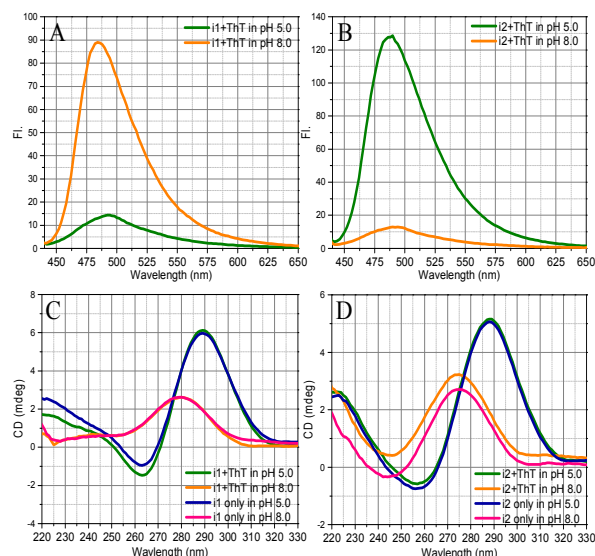 A
i1+ThT in pH 5.0
i1+ThT in pH 8.0
100
90
80
70
60
50
40
30
20
10
0
FI.
450 475 500 525 550 575 600 625 650
Wavelength (nm)
B
i2+ThT in pH 5.0
i2+ThT in pH 8.0
140
120
100
80
60
40
20
0
FI.
450 475 500 525 550 575 600 625 650
Wavelength (nm)
C
8
6
4
2
0
-2
-4
CD (mdeg)
i1+ThT in pH 5.0
i1+ThT in pH 8.0
i1 only in pH 5.0
i1 only in pH 8.0
220 230 240 250 260 270 280 290 300 310 320 330
Wavelength (nm)
D
6
4
2
0
-2
CD (mdeg)
i2+ThT in pH 5.0
i2+ThT in pH 8.0
i2 only in pH 5.0
i2 only in pH 8.0
220 230 240 250 260 270 280 290 300 310 320 330
Wavelength (nm)